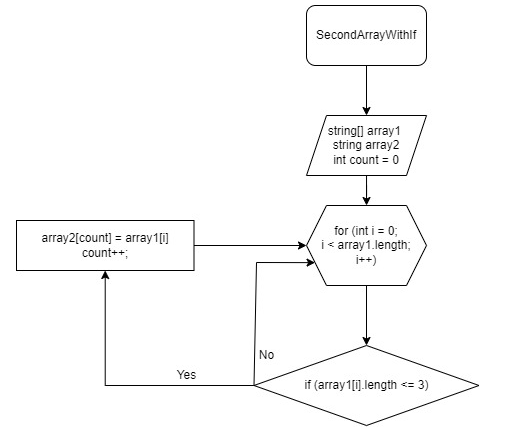 SecondArrayWithIf
string[] array1
string array2
int count = 0
for (int i = 0;
i < array1.length;
i++)
array2[count] = array1[i]
count++;
No
Yes
if (array1[i].length <= 3)